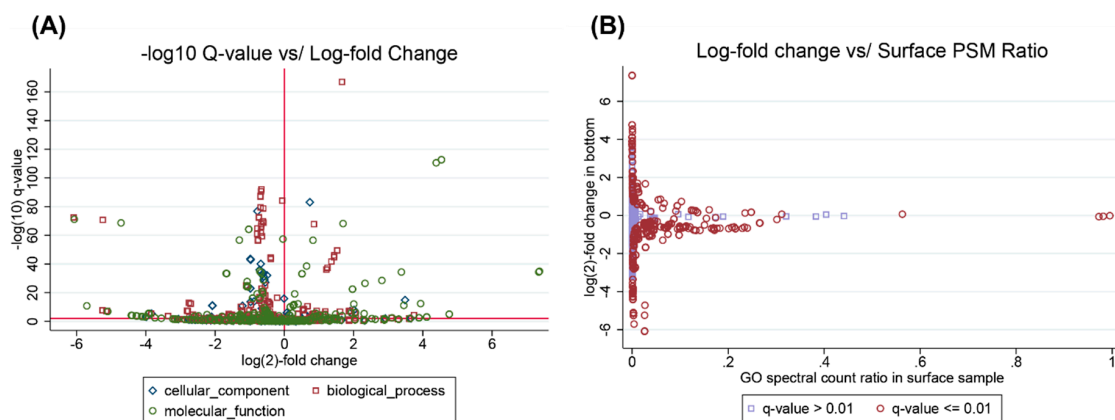 (A)
-log10 Q-value vs/ Log-fold Change
-log(10) q-value
0 20 40 60 80 100 120 140 160
-6 -4 -2 0 2 4 6
log(2)-fold change
cellular_component biological_process
molecular_function
(B)
Log-fold change vs/ Surface PSM Ratio
log(2)-fold change in bottom
-6 -4 -2 0 2 4 6
0 .2 .4 .6 .8 1
GO spectral count ratio in surface sample
q-value > 0.01 q-value <= 0.01